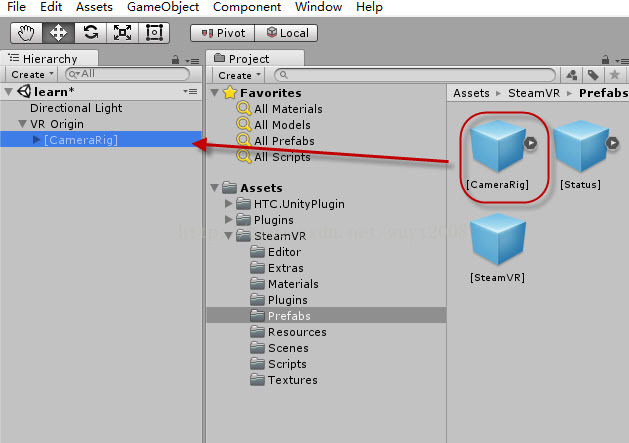 File Edit Assets GameObject Component Window Help
Pivot Local
Hierarchy
Create All
learn*
Directional Light
VR Origin
[CameraRig]
Project
Create
Favorites
All Materials
All Models
All Prefabs
All Scripts
Assets
HTC.UnityPlugin
Plugins
SteamVR
Editor
Extras
Materials
Plugins
Prefabs
Resources
Scenes
Scripts
Textures
Assets SteamVR Prefabs
[CameraRig] [Status]
[SteamVR]